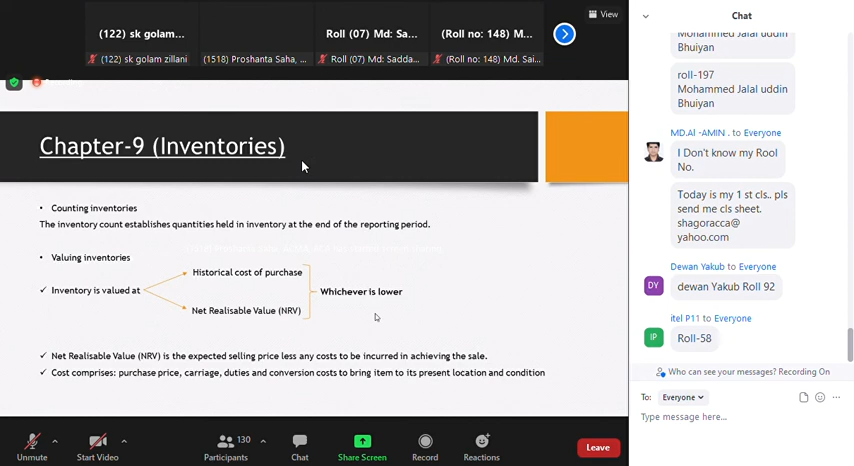 View
(122) sk golam...
Roll (07) Md: Sa...
(Roll no: 148) M...
(122) sk golam zillani
(1518) Proshanta Saha, ...
Roll (07) Md: Sadda...
(Roll no: 148) Md. Sai...
Chapter-9 (Inventories)
• Counting inventories
The inventory count establishes quantities held in inventory at the end of the reporting period.
• Valuing inventories
Historical cost of purchase
✓ Inventory is valued at
Whichever is lower
Net Realisable Value (NRV)
✓ Net Realisable Value (NRV) is the expected selling price less any costs to be incurred in achieving the sale.
✓ Cost comprises: purchase price, carriage, duties and conversion costs to bring item to its present location and condition
Unmute
Start Video
130
Participants
Chat
Share Screen
Record
Reactions
Leave
Chat
Mohammed Jalal uddin
Bhuiyan
roll-197
Mohammed Jalal uddin
Bhuiyan
MD.Al -AMIN . to Everyone
I Don't know my Rool
No.
Today is my 1 st cls.. pls
send me cls sheet.
shagoracca@
yahoo.com
Dewan Yakub to Everyone
DY
dewan Yakub Roll 92
itel P11 to Everyone
IP
Roll-58
Who can see your messages? Recording On
To: Everyone
Type message here...